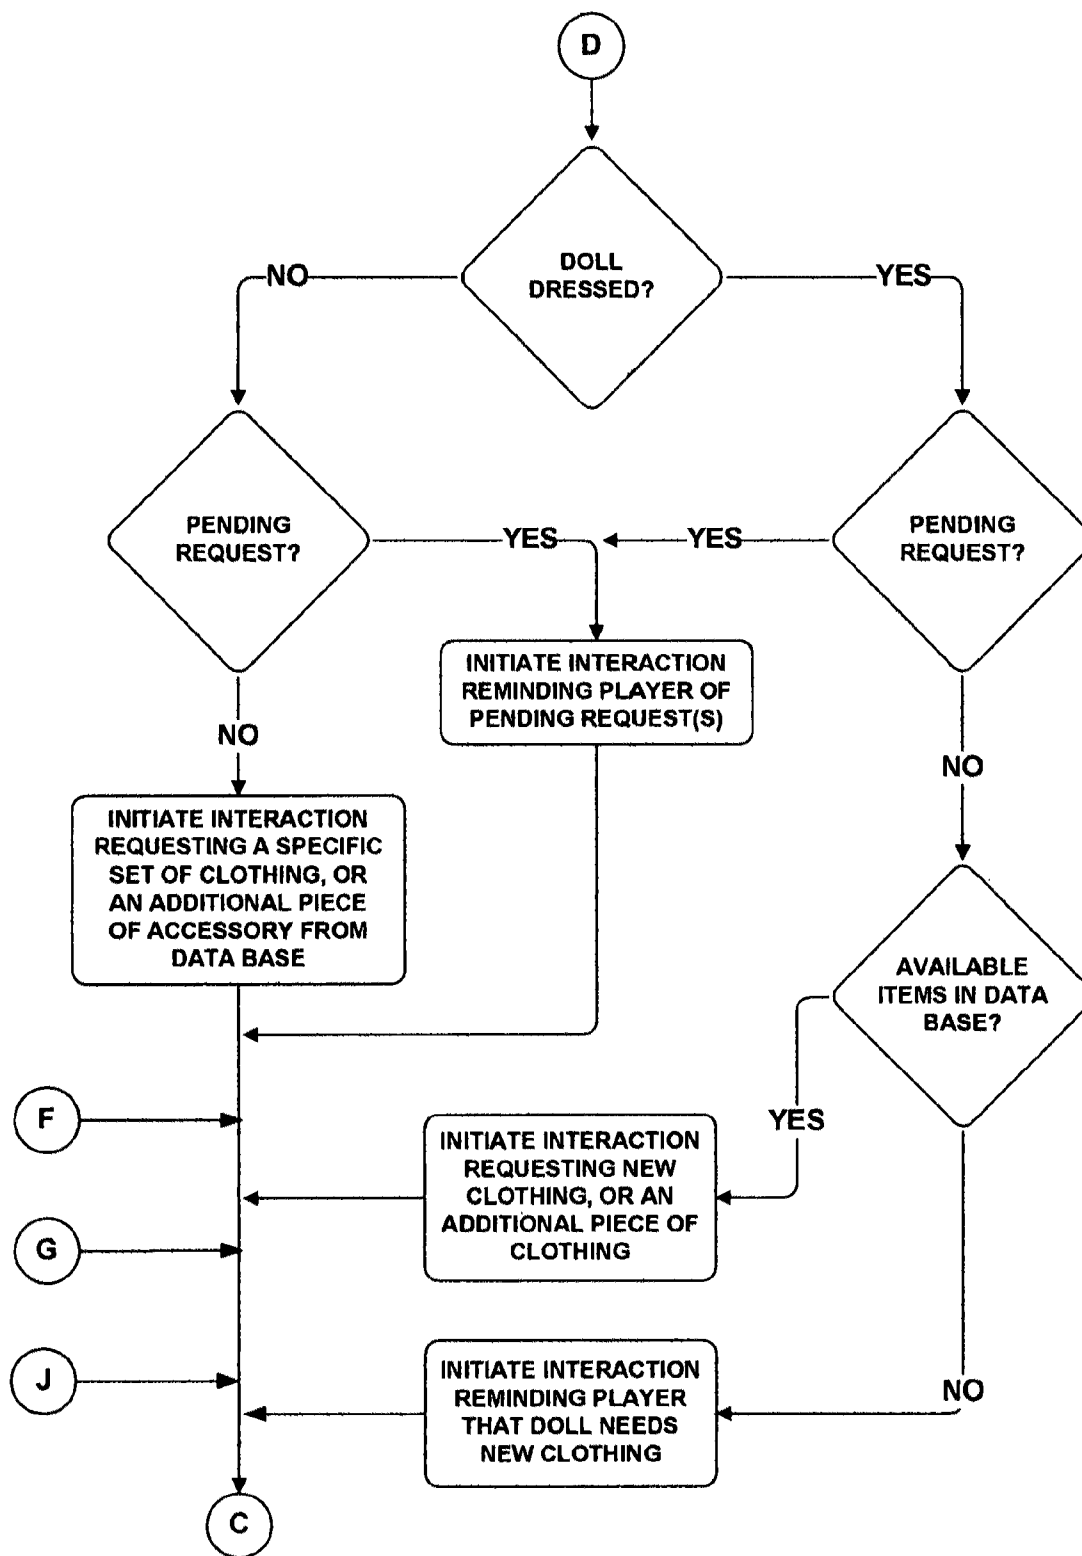 D
DOLL
DRESSED?
NO
YES
PENDING
REQUEST?
YES
YES
PENDING
REQUEST?
INITIATE INTERACTION
REMINDING PLAYER OF
PENDING REQUEST(S)
NO
NO
INITIATE INTERACTION
REQUESTING A SPECIFIC
SET OF CLOTHING, OR
AN ADDITIONAL PIECE
OF ACCESSORY FROM
DATA BASE
AVAILABLE
ITEMS IN DATA
BASE?
F
YES
INITIATE INTERACTION
REQUESTING NEW
CLOTHING, OR AN
ADDITIONAL PIECE OF
CLOTHING
G
J
INITIATE INTERACTION
REMINDING PLAYER
THAT DOLL NEEDS
NEW CLOTHING
NO
C